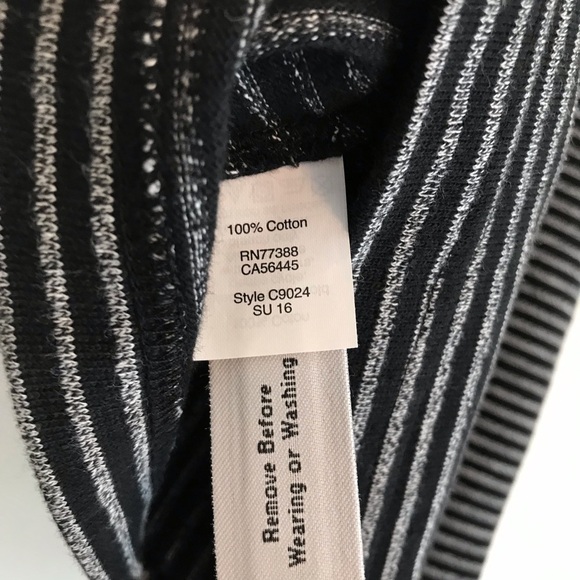 100% Cotton
RN77388
CA56445
Style C9024
SU 16
Remove Before
Wearing or Washing